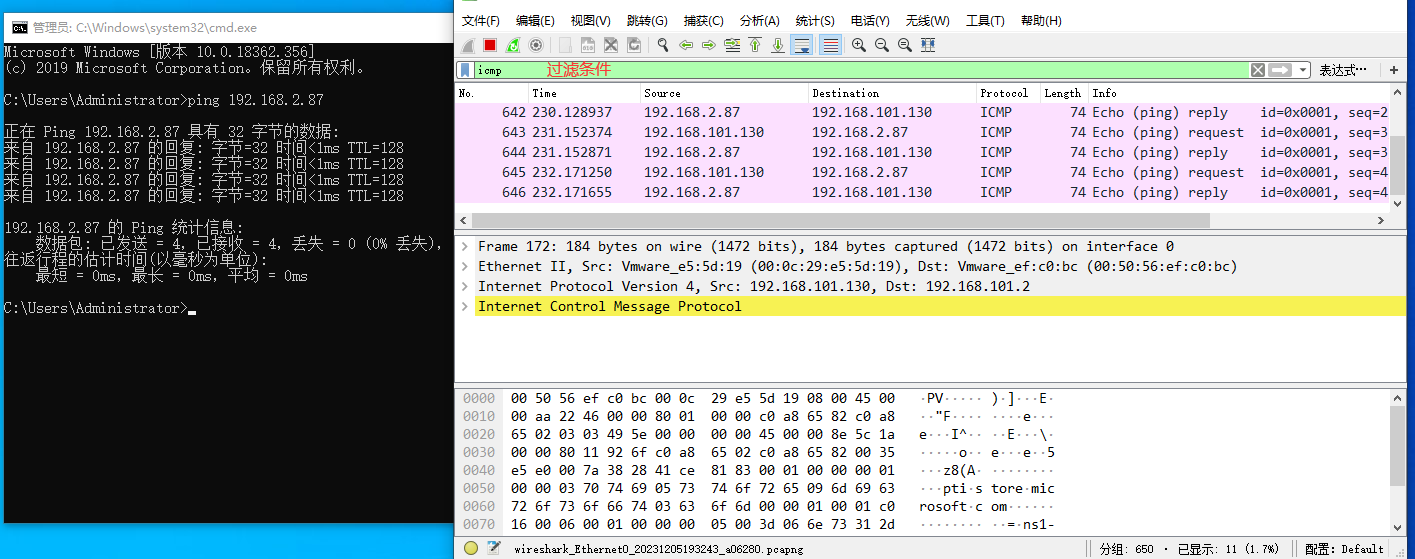 管理员: C:\Windows\system32\cmd.exe
Microsoft Windows [版本 10.0.18362.356]
(c) 2019 Microsoft Corporation。保留所有权利。
C:\Users\Administrator>ping 192.168.2.87
正在 Ping 192.168.2.87 具有 32 字节的数据:
来自 192.168.2.87 的回复: 字节=32 时间<1ms TTL=128
来自 192.168.2.87 的回复: 字节=32 时间<1ms TTL=128
来自 192.168.2.87 的回复: 字节=32 时间<1ms TTL=128
来自 192.168.2.87 的回复: 字节=32 时间<1ms TTL=128
192.168.2.87 的 Ping 统计信息:
数据包: 已发送 = 4，已接收 = 4，丢失 = 0 (0% 丢失)，
往返行程的估计时间(以毫秒为单位):
最短 = 0ms，最长 = 0ms，平均 = 0ms
C:\Users\Administrator>
文件(F) 编辑(E) 视图(V) 跳转(G) 捕获(C) 分析(A) 统计(S) 电话(Y) 无线(W) 工具(T) 帮助(H)
icmp 过滤条件 表达式… +
No. Time Source Destination Protocol Length Info
642 230.128937 192.168.2.87 192.168.101.130 ICMP 74 Echo (ping) reply id=0x0001, seq=2
643 231.152374 192.168.101.130 192.168.2.87 ICMP 74 Echo (ping) request id=0x0001, seq=3
644 231.152871 192.168.2.87 192.168.101.130 ICMP 74 Echo (ping) reply id=0x0001, seq=3
645 232.171250 192.168.101.130 192.168.2.87 ICMP 74 Echo (ping) request id=0x0001, seq=4
646 232.171655 192.168.2.87 192.168.101.130 ICMP 74 Echo (ping) reply id=0x0001, seq=4
Frame 172: 184 bytes on wire (1472 bits), 184 bytes captured (1472 bits) on interface 0
Ethernet II, Src: Vmware_e5:5d:19 (00:0c:29:e5:5d:19), Dst: Vmware_ef:c0:bc (00:50:56:ef:c0:bc)
Internet Protocol Version 4, Src: 192.168.101.130, Dst: 192.168.101.2
Internet Control Message Protocol
0000 00 50 56 ef c0 bc 00 0c 29 e5 5d 19 08 00 45 00 ·PV····· )·]···E·
0010 00 aa 22 46 00 00 80 01 00 00 c0 a8 65 82 c0 a8 ··"F···· ····e···
0020 65 02 03 03 49 5e 00 00 00 00 45 00 00 8e 5c 1a e···I^·· ··E···\·
0030 00 00 80 11 92 6f c0 a8 65 02 c0 a8 65 82 00 35 ·····o·· e···e··5
0040 e5 e0 00 7a 38 28 41 ce 81 83 00 01 00 00 00 01 ···z8(A· ········
0050 00 00 03 70 74 69 05 73 74 6f 72 65 09 6d 69 63 ···pti·s tore·mic
0060 72 6f 73 6f 66 74 03 63 6f 6d 00 00 01 00 01 c0 rosoft·c om······
0070 16 00 06 00 01 00 00 00 05 00 3d 06 6e 73 31 2d ········ ··=·ns1-
wireshark_Ethernet0_20231205193243_a06280.pcapng 分组: 650 · 已显示: 11 (1.7%) 配置: Default